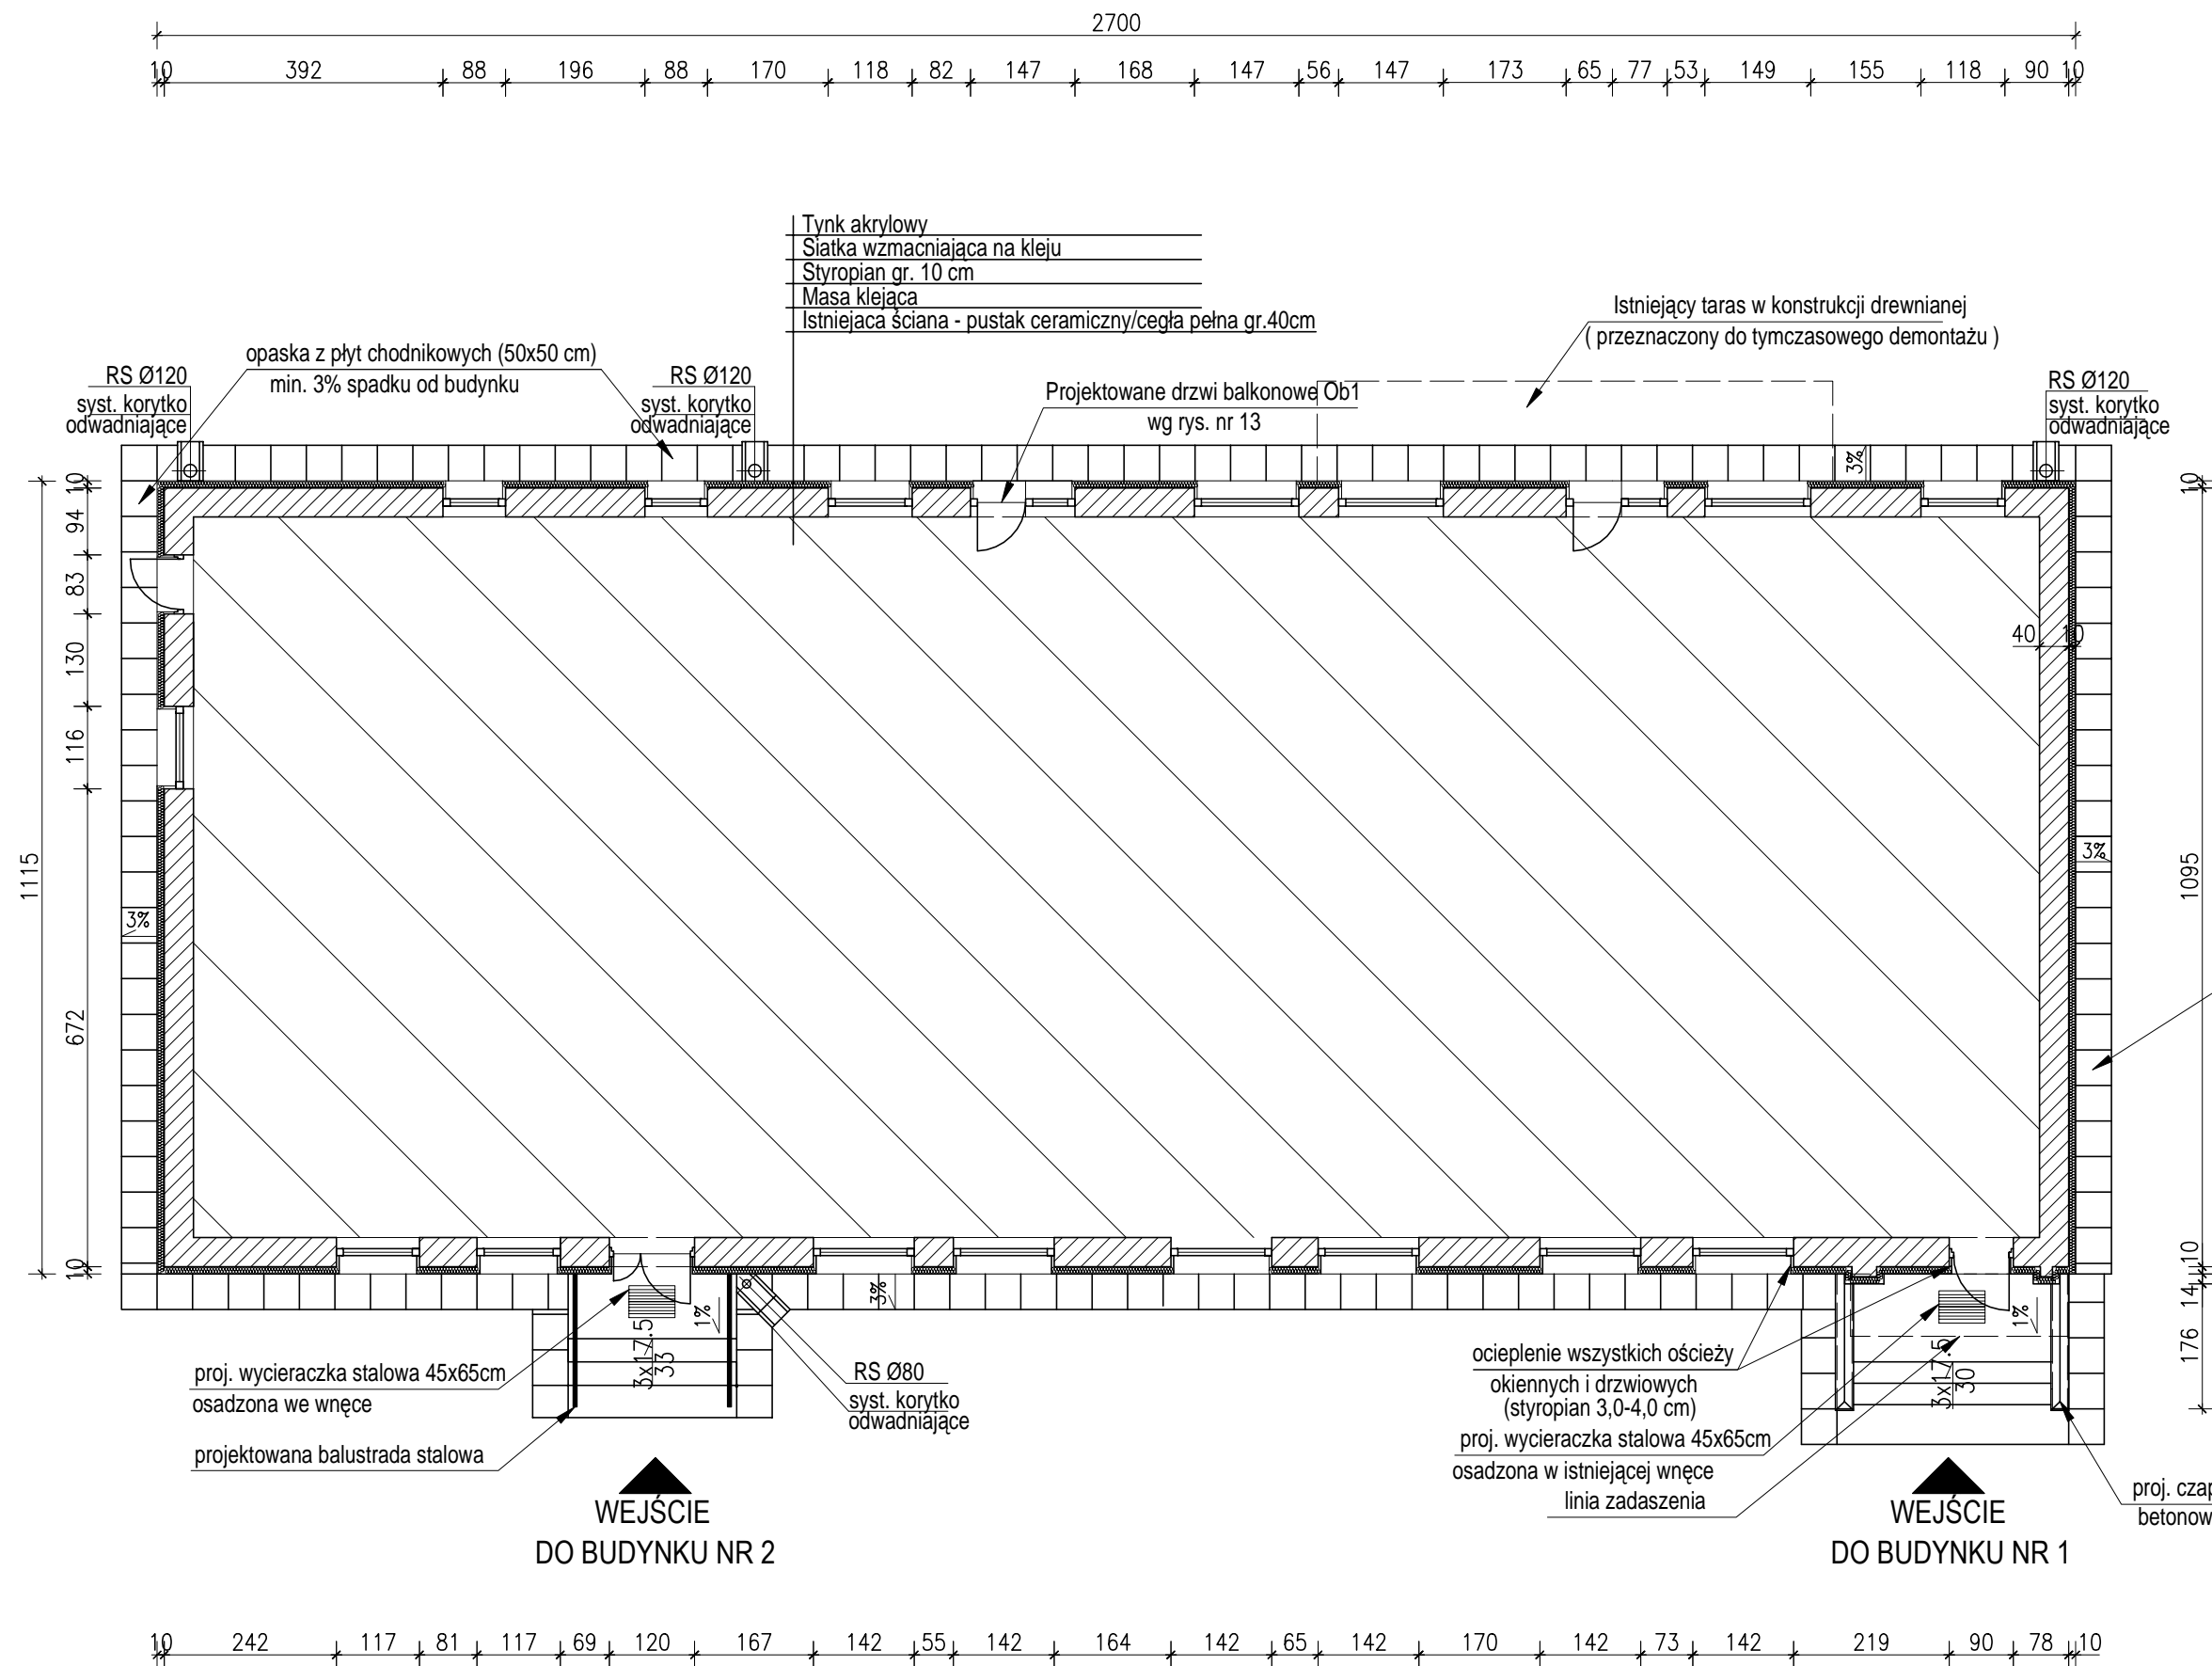 2700
10 392 88 196 88 170 118 82 147 168 147 56 147 173 65 77 53 149 155 118 90 10
Tynk akrylowy
Siatka wzmacniająca na kleju
Styropian gr. 10 cm
Masa klejąca
Istniejaca ściana - pustak ceramiczny/cegła pełna gr.40cm
Istniejący taras w konstrukcji drewnianej
( przeznaczony do tymczasowego demontażu )
opaska z płyt chodnikowych (50x50 cm)
min. 3% spadku od budynku
RS Ø120
syst. korytko
odwadniające
RS Ø120
syst. korytko
odwadniające
Projektowane drzwi balkonowe Ob1
wg rys. nr 13
RS Ø120
syst. korytko
odwadniające
3%
10
94
83
130
116
672
10
1115
3%
40 10
3%
10
1095
10
14
176
3%
1%
3x17.5
33
1%
3x17.5
30
proj. wycieraczka stalowa 45x65cm
osadzona we wnęce
projektowana balustrada stalowa
RS Ø80
syst. korytko
odwadniające
ocieplenie wszystkich ościeży
okiennych i drzwiowych
(styropian 3,0-4,0 cm)
proj. wycieraczka stalowa 45x65cm
osadzona w istniejącej wnęce
linia zadaszenia
proj.
WEJŚCIE
DO BUDYNKU NR 2
WEJŚCIE
DO BUDYNKU NR 1
10 242 117 81 117 69 120 167 142 55 142 164 142 65 142 170 142 73 142 219 90 78 10